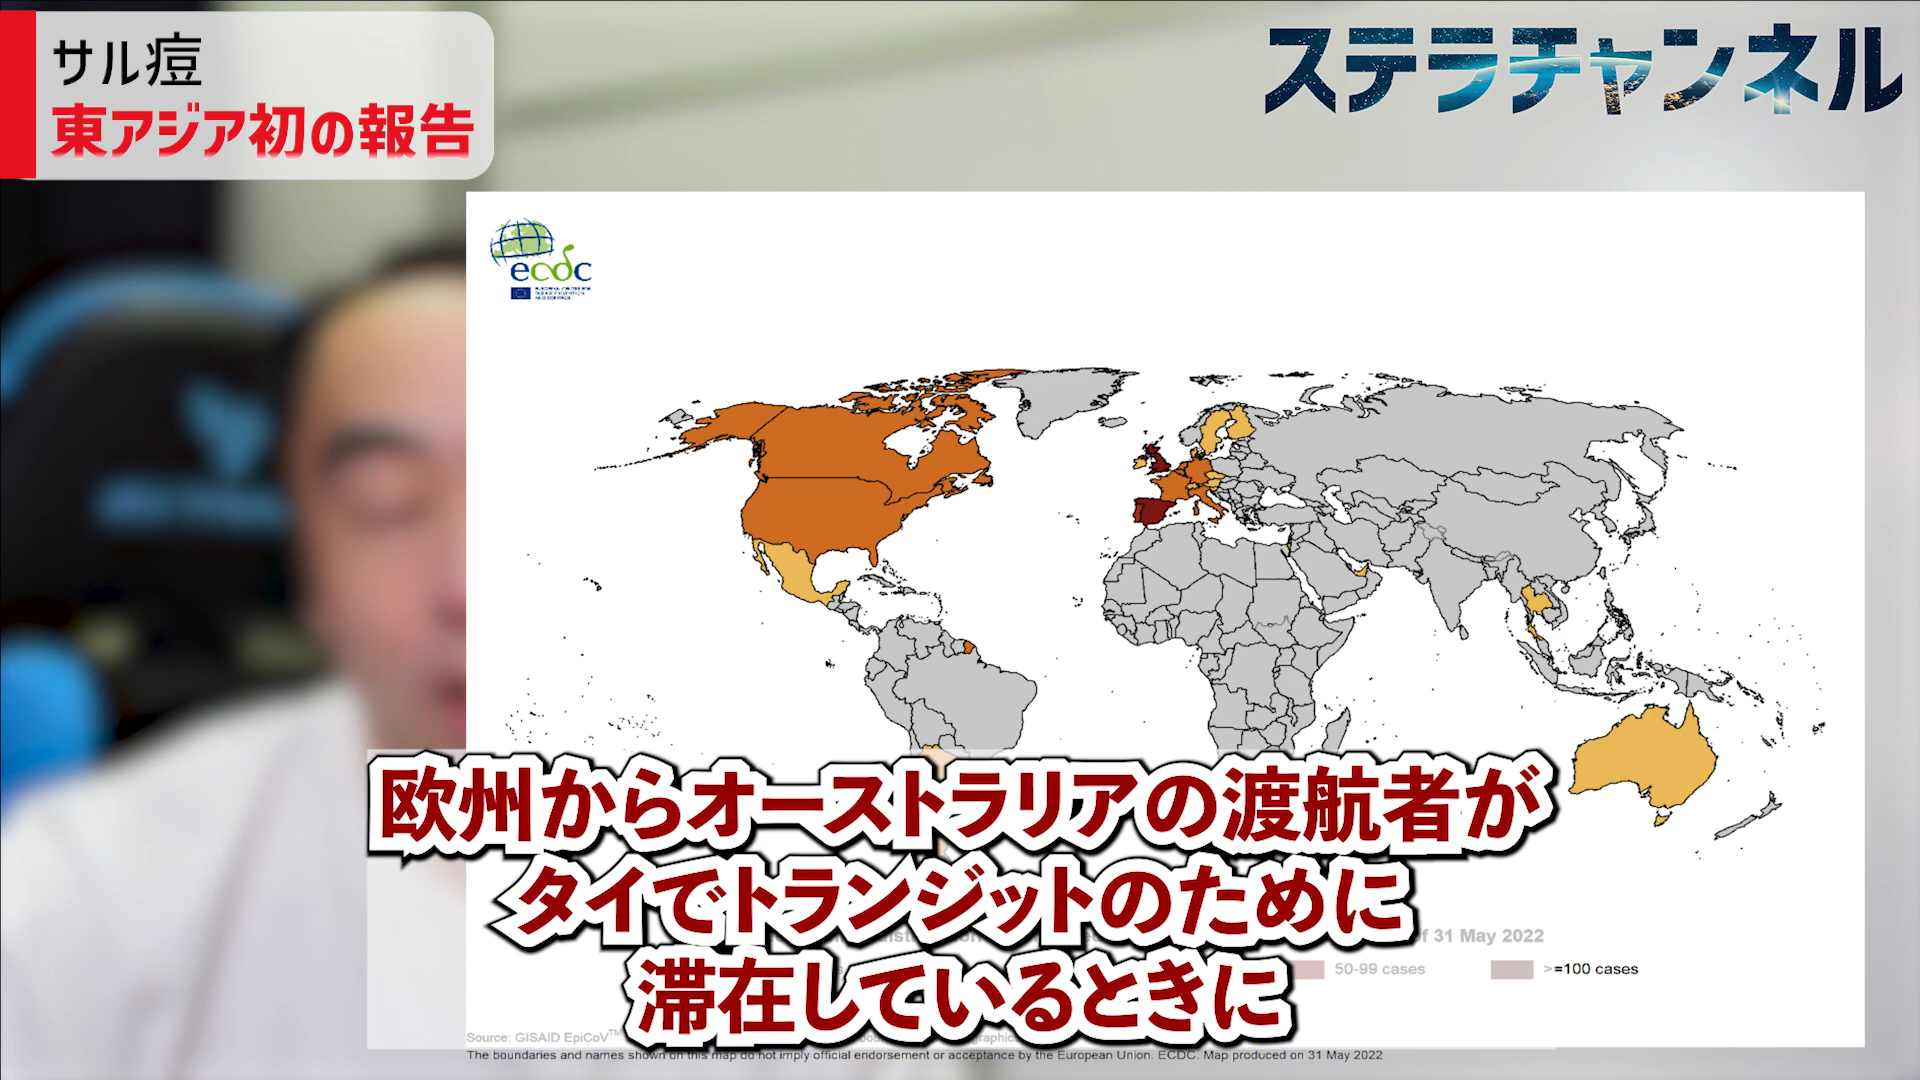 サル痘
東アジア初の報告
ステラチャンネル
ecdc
欧州からオーストラリアの渡航者が
タイでトランジットのために
滞在しているときに
of 31 May 2022
50-99 cases
>=100 cases
Source: GISAID EpiCoV™
The boundaries and names shown on this map do not imply official endorsement or acceptance by the European Union. ECDC. Map produced on 31 May 2022